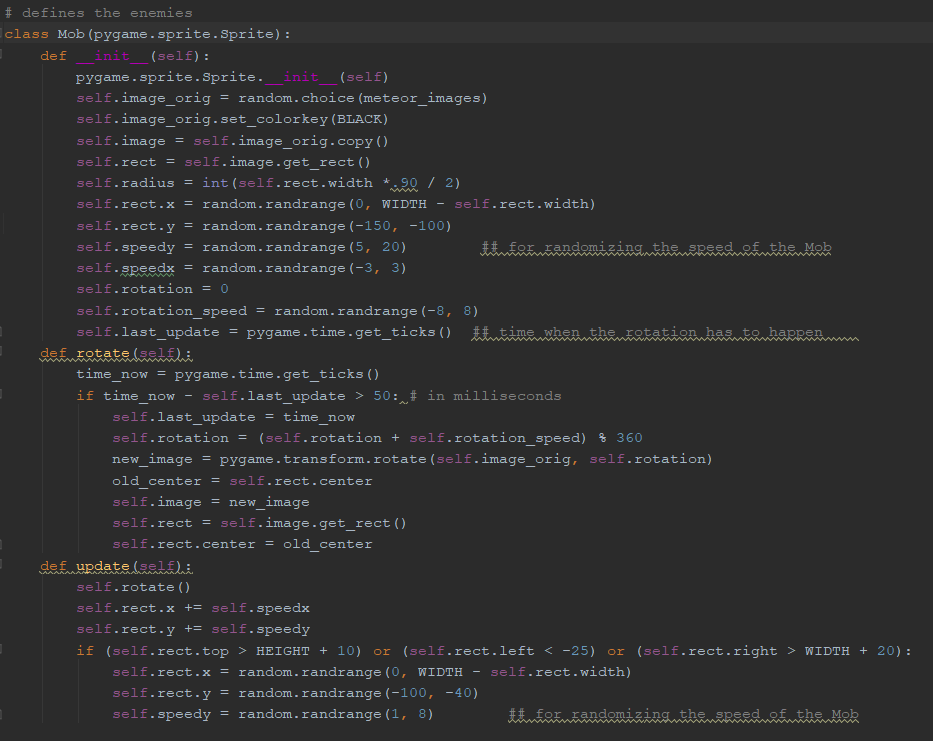 # defines the enemies
class Mob(pygame.sprite.Sprite):
    def __init__(self):
        pygame.sprite.Sprite.__init__(self)
        self.image_orig = random.choice(meteor_images)
        self.image_orig.set_colorkey(BLACK)
        self.image = self.image_orig.copy()
        self.rect = self.image.get_rect()
        self.radius = int(self.rect.width *.90 / 2)
        self.rect.x = random.randrange(0, WIDTH - self.rect.width)
        self.rect.y = random.randrange(-150, -100)
        self.speedy = random.randrange(5, 20)        ## for randomizing the speed of the Mob
        self.speedx = random.randrange(-3, 3)
        self.rotation = 0
        self.rotation_speed = random.randrange(-8, 8)
        self.last_update = pygame.time.get_ticks()  ## time when the rotation has to happen
    def rotate(self):
        time_now = pygame.time.get_ticks()
        if time_now - self.last_update > 50: # in milliseconds
            self.last_update = time_now
            self.rotation = (self.rotation + self.rotation_speed) % 360
            new_image = pygame.transform.rotate(self.image_orig, self.rotation)
            old_center = self.rect.center
            self.image = new_image
            self.rect = self.image.get_rect()
            self.rect.center = old_center
    def update(self):
        self.rotate()
        self.rect.x += self.speedx
        self.rect.y += self.speedy
        if (self.rect.top > HEIGHT + 10) or (self.rect.left < -25) or (self.rect.right > WIDTH + 20):
            self.rect.x = random.randrange(0, WIDTH - self.rect.width)
            self.rect.y = random.randrange(-100, -40)
            self.speedy = random.randrange(1, 8)        ## for randomizing the speed of the Mob